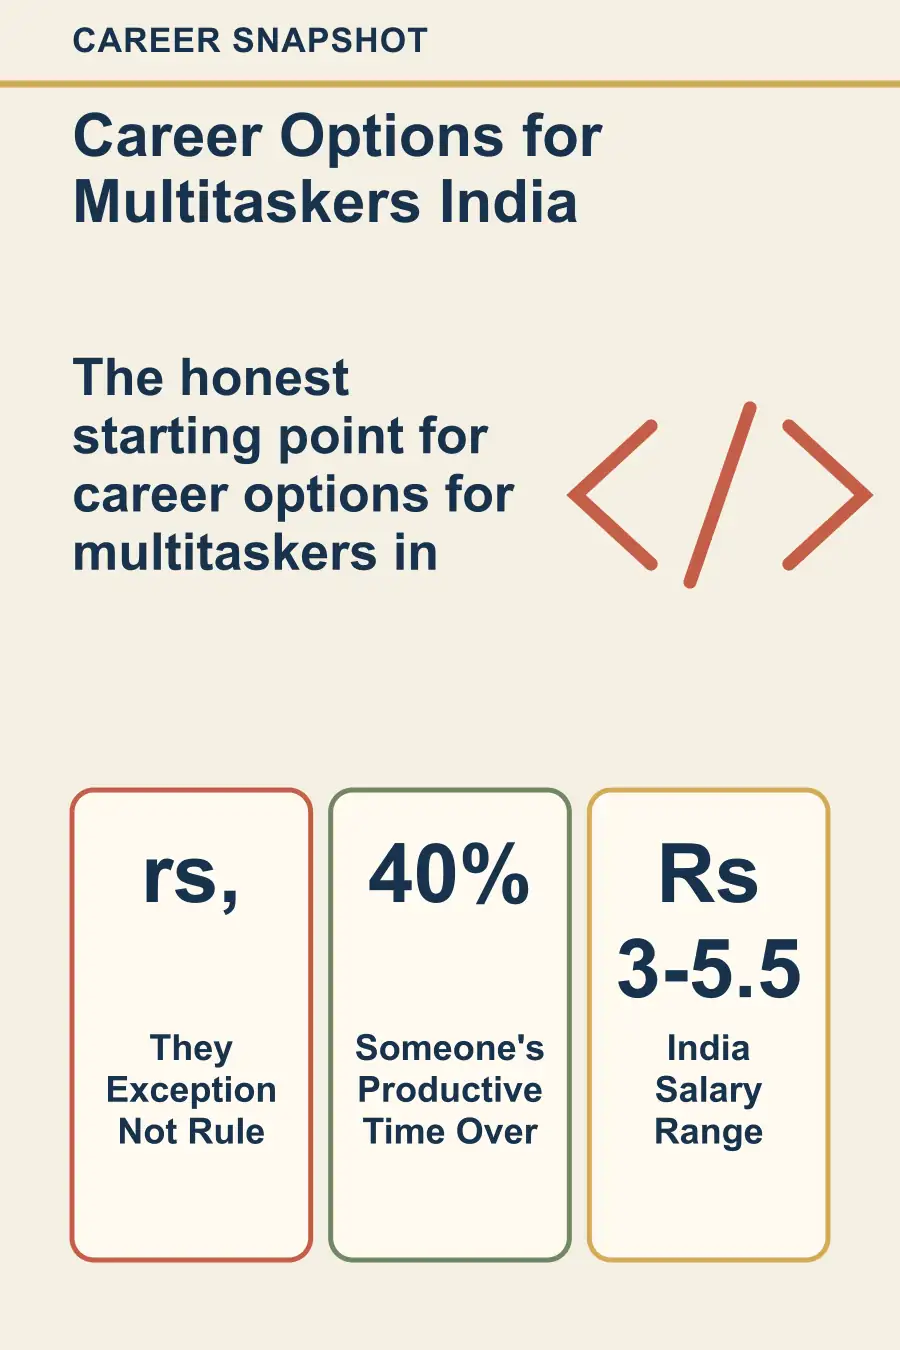 CAREER SNAPSHOT
Career Options for
Multitaskers India
The honest
starting point for
career options for
multitaskers in
rs,
They
Exception
Not Rule
40%
Someone's
Productive
Time Over
Rs
3-5.5
India
Salary
Range